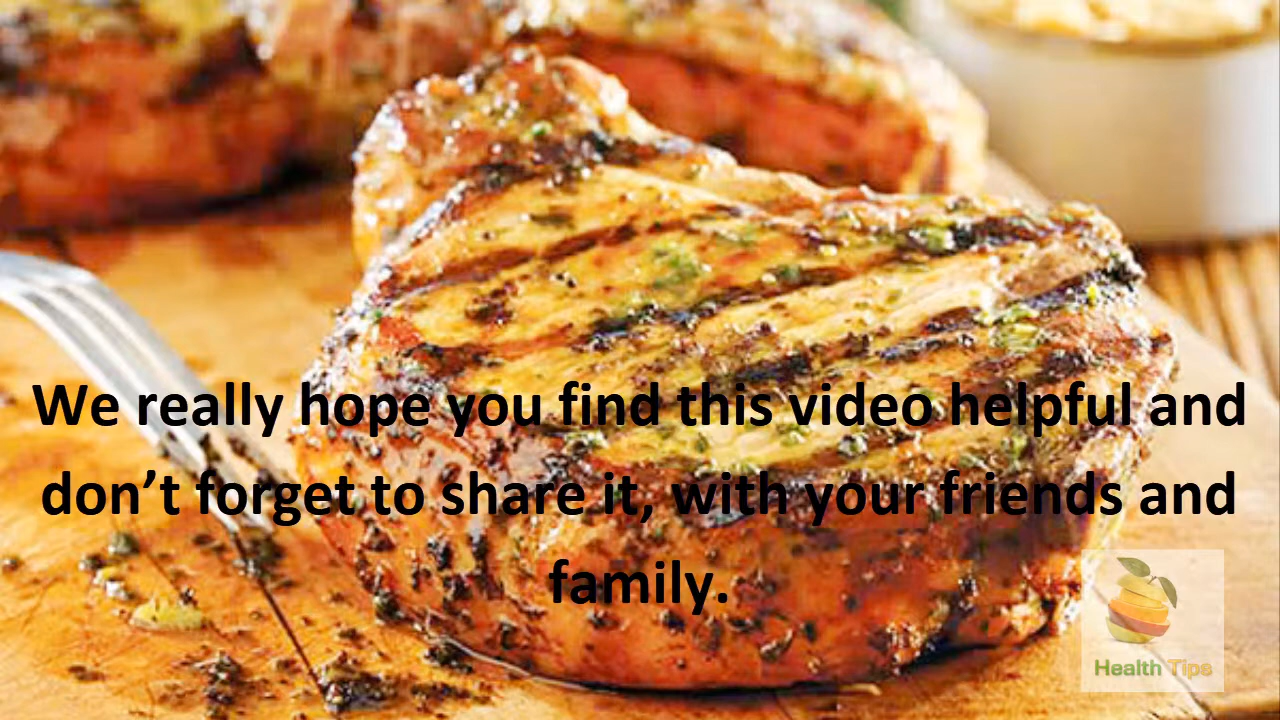 We really hope you find this video helpful and
don’t forget to share it, with your friends and
family.
Health Tips